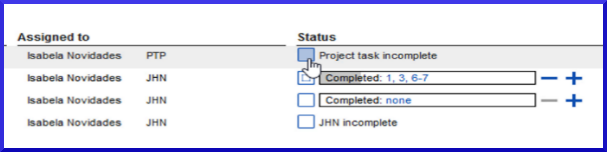 Assigned to Status
Isabela Novidades PTP Project task incomplete
Isabela Novidades JHN Completed: 1, 3, 6-7
Isabela Novidades JHN Completed: none
Isabela Novidades JHN JHN incomplete